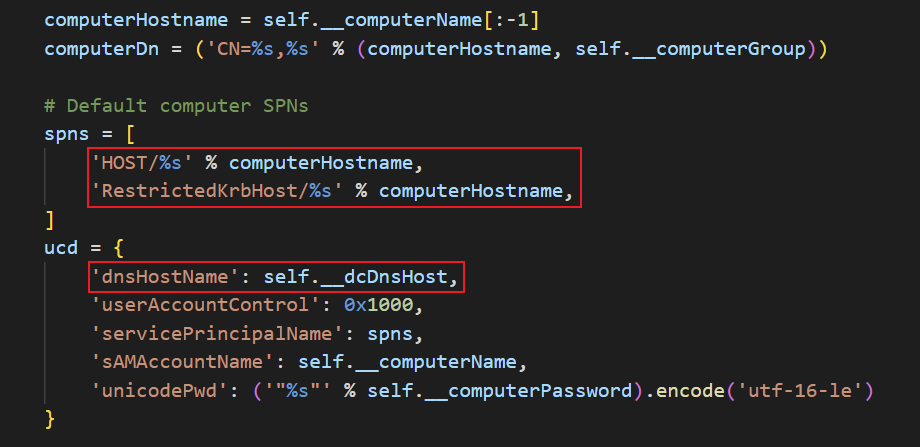 computerHostname = self.__computerName[:-1]
computerDn = ('CN=%s,%s' % (computerHostname, self.__computerGroup))
# Default computer SPNs
spns = [
'HOST/%s' % computerHostname,
'RestrictedKrbHost/%s' % computerHostname,
]
ucd = {
'dnsHostName': self.__dcDnsHost,
'userAccountControl': 0x1000,
'servicePrincipalName': spns,
'sAMAccountName': self.__computerName,
'unicodePwd': ('"%s"' % self.__computerPassword).encode('utf-16-le')
}